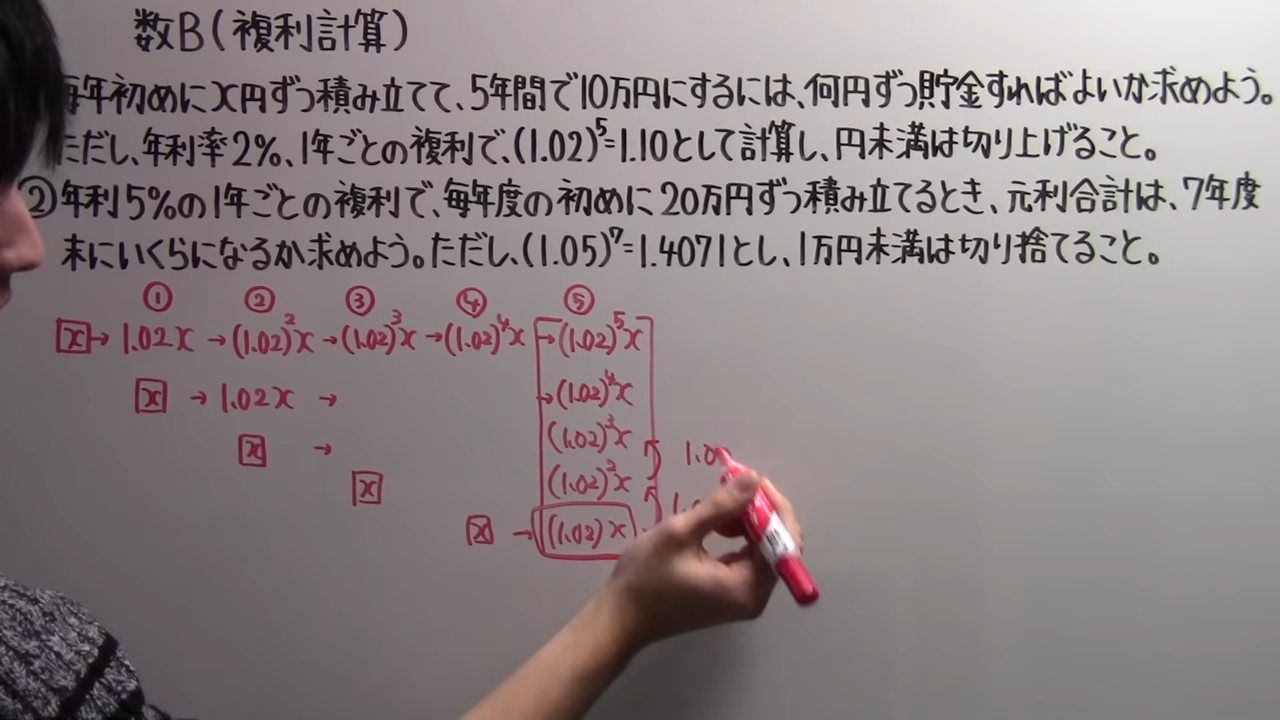 数B(複利計算)
毎年初めにx円ずつ積み立てて、5年間で10万円にするには、何円ずつ貯金すればよいか求めよう。
ただし、年利率2%、1年ごとの複利で、(1.02)⁵=1.10として計算し、円未満は切り上げること。
②年利5%の1年ごとの複利で、毎年度の初めに20万円ずつ積み立てるとき、元利合計は、7年度
末にいくらになるか求めよう。ただし、(1.05)⁷=1.4071とし、1万円未満は切り捨てること。
① ② ③ ④ ⑤
x→ 1.02x →(1.02)²x →(1.02)³x →(1.02)⁴x →(1.02)⁵x
x → 1.02x → →(1.02)⁴x
x → (1.02)³x
x (1.02)²x
x →(1.02)x